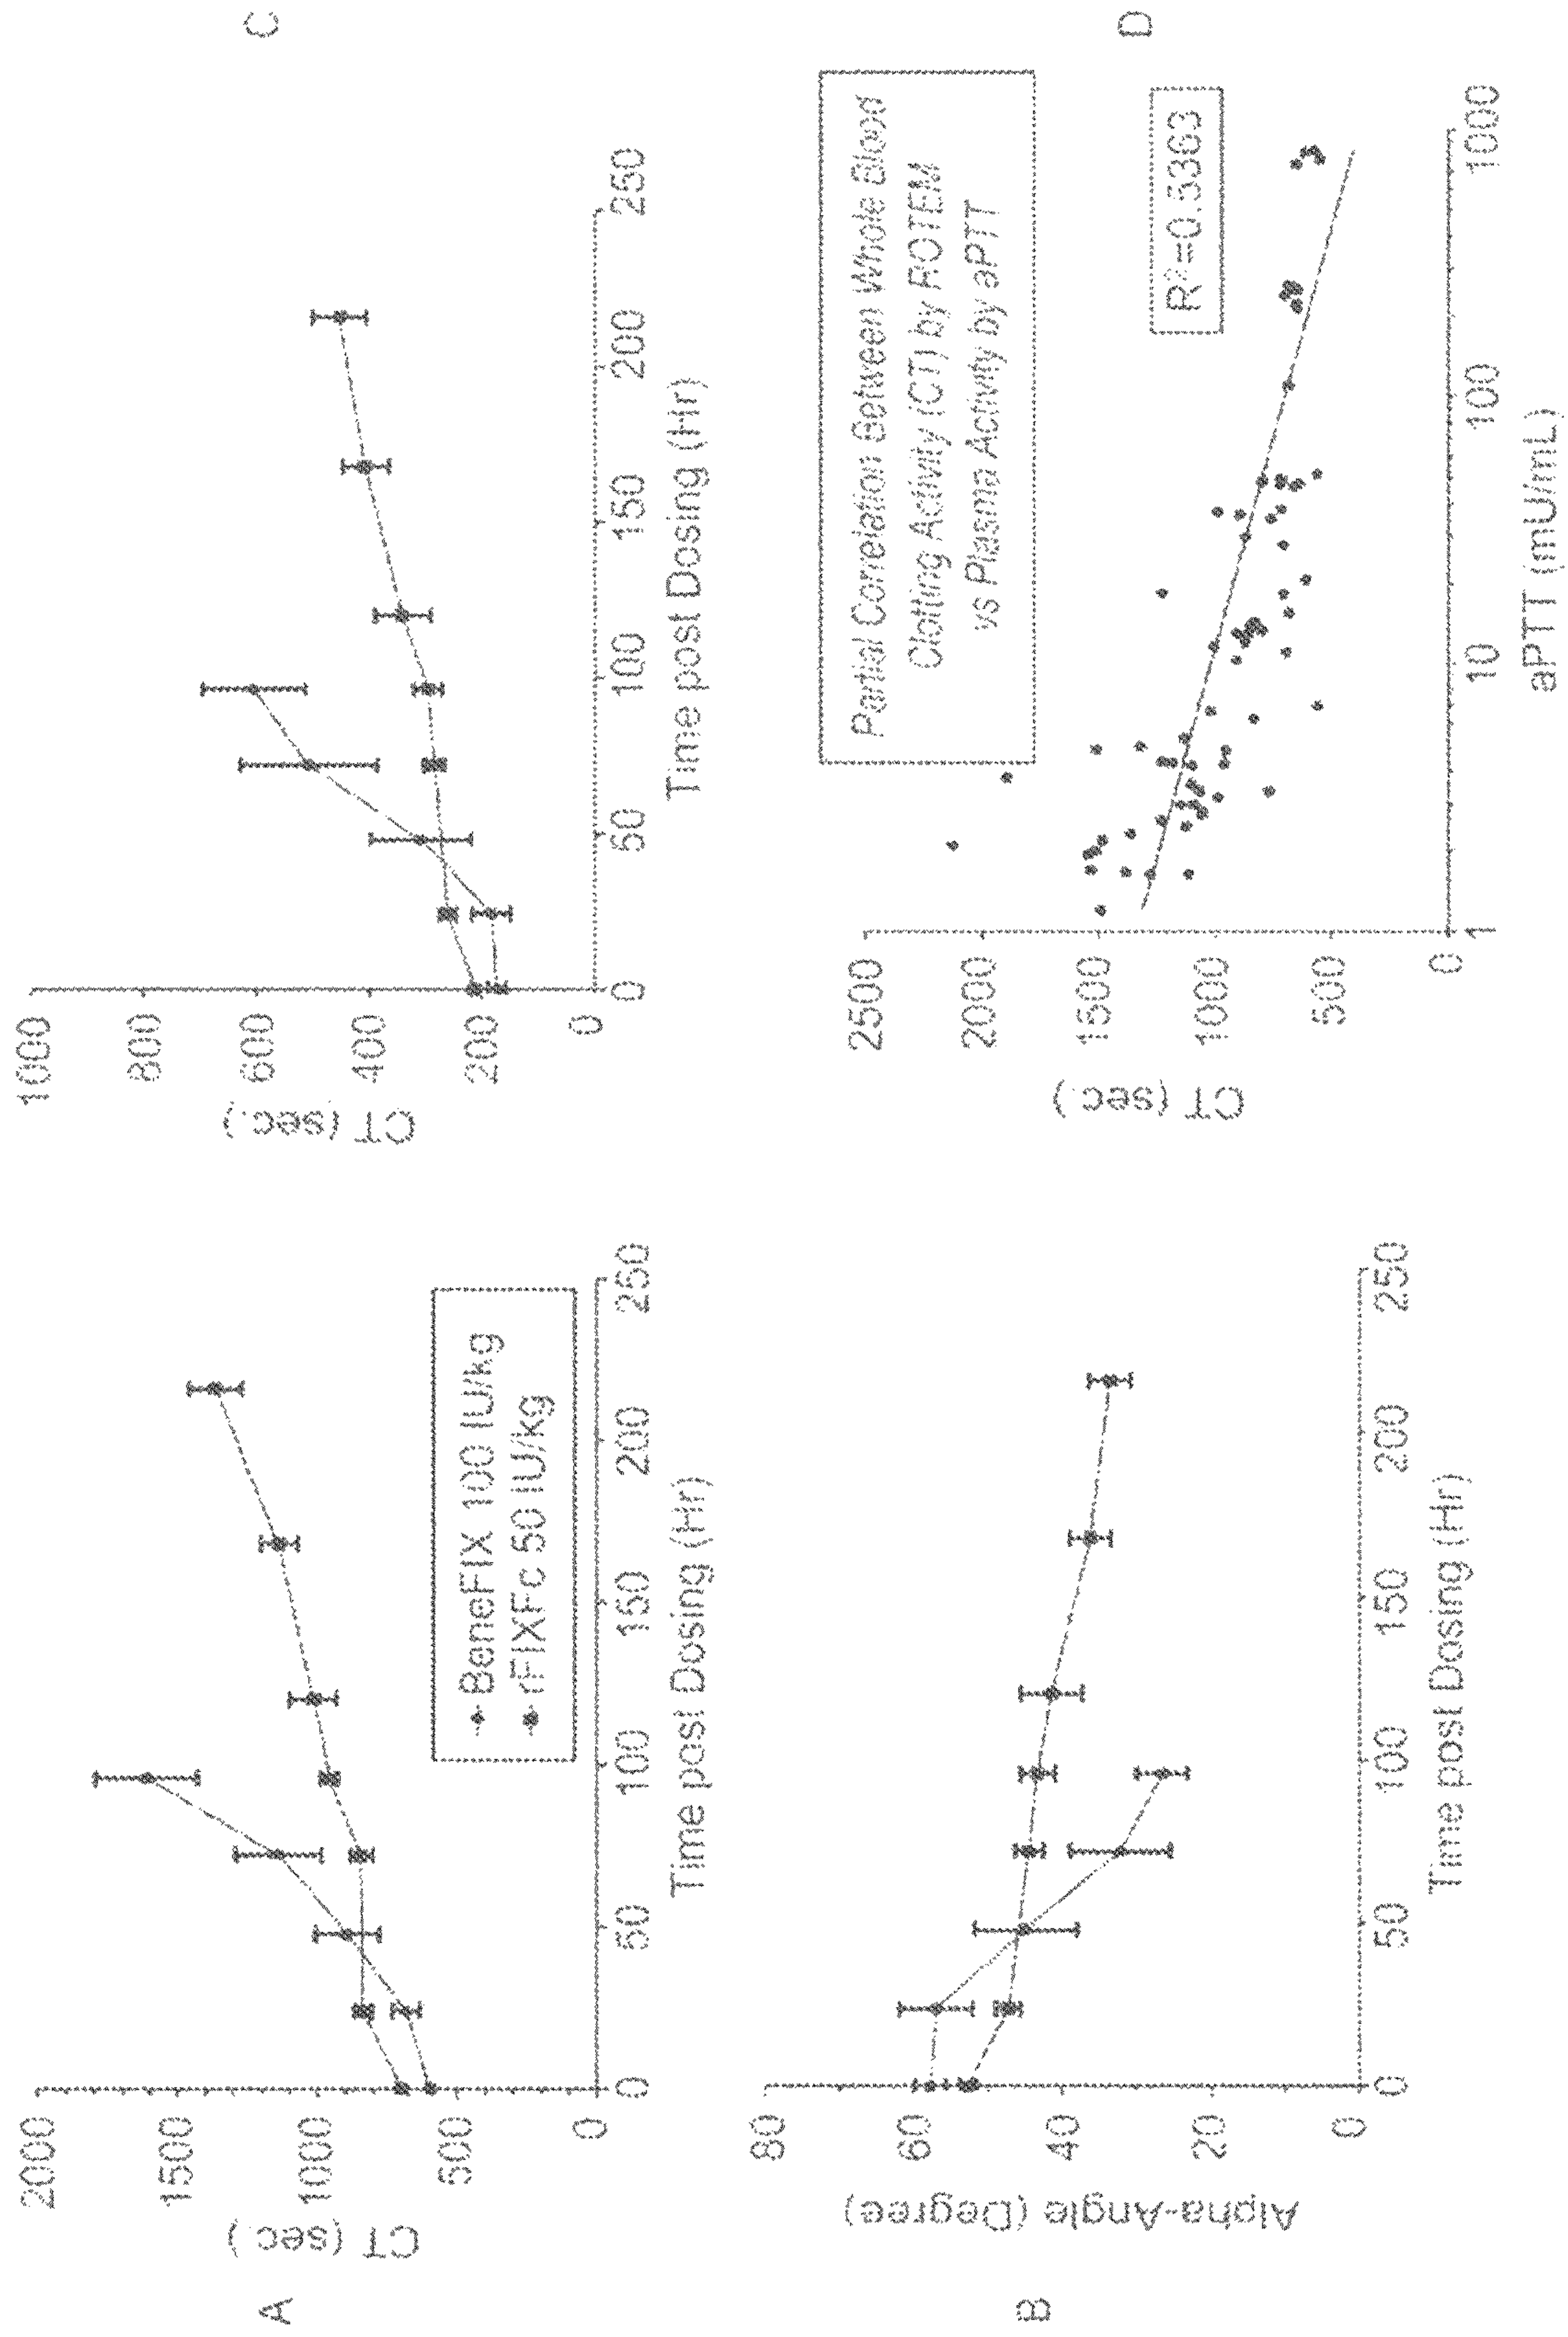 A
CT (sec.)
2000
1500
1000
500
0
0
50
100
150
200
250
Time post Dosing (Hr)
BeneFIX 100 IU/kg
rFIXFc 50 IU/kg
B
Alpha-Angle (Degree)
80
60
40
20
0
0
50
100
150
200
250
Time post Dosing (Hr)
C
CT (sec.)
1000
800
600
400
200
0
0
50
100
150
200
250
Time post Dosing (Hr)
D
Partial Correlation Between Whole Blood
Clotting Activity (CT) by ROTEM
vs Plasma Activity by aPTT
R²=0.5363
CT (sec.)
2500
2000
1500
1000
500
0
1
10
100
1000
aPTT (mU/mL)